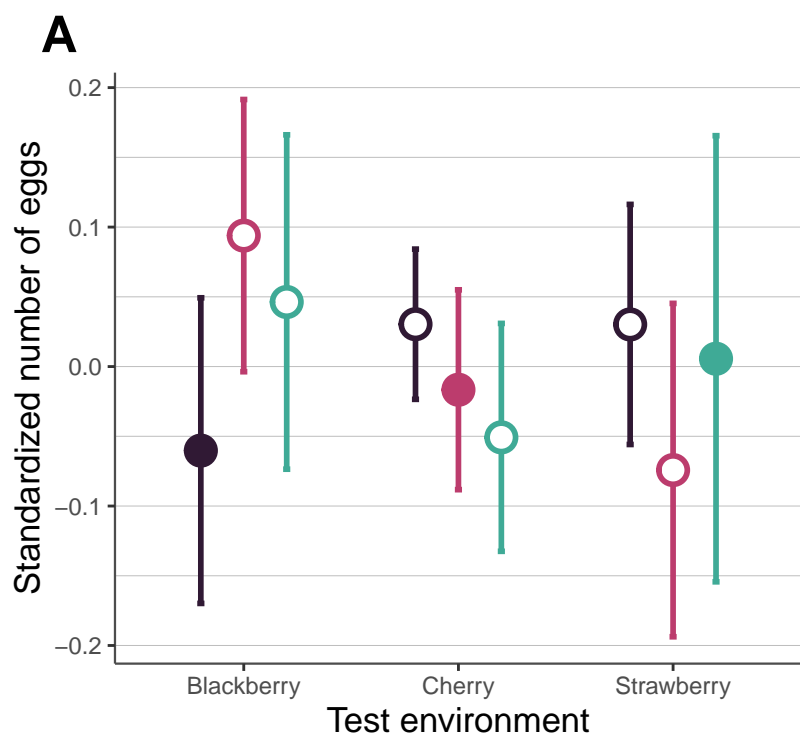 A
Standardized number of eggs
0.2
0.1
0.0
−0.1
−0.2
Blackberry
Cherry
Strawberry
Test environment